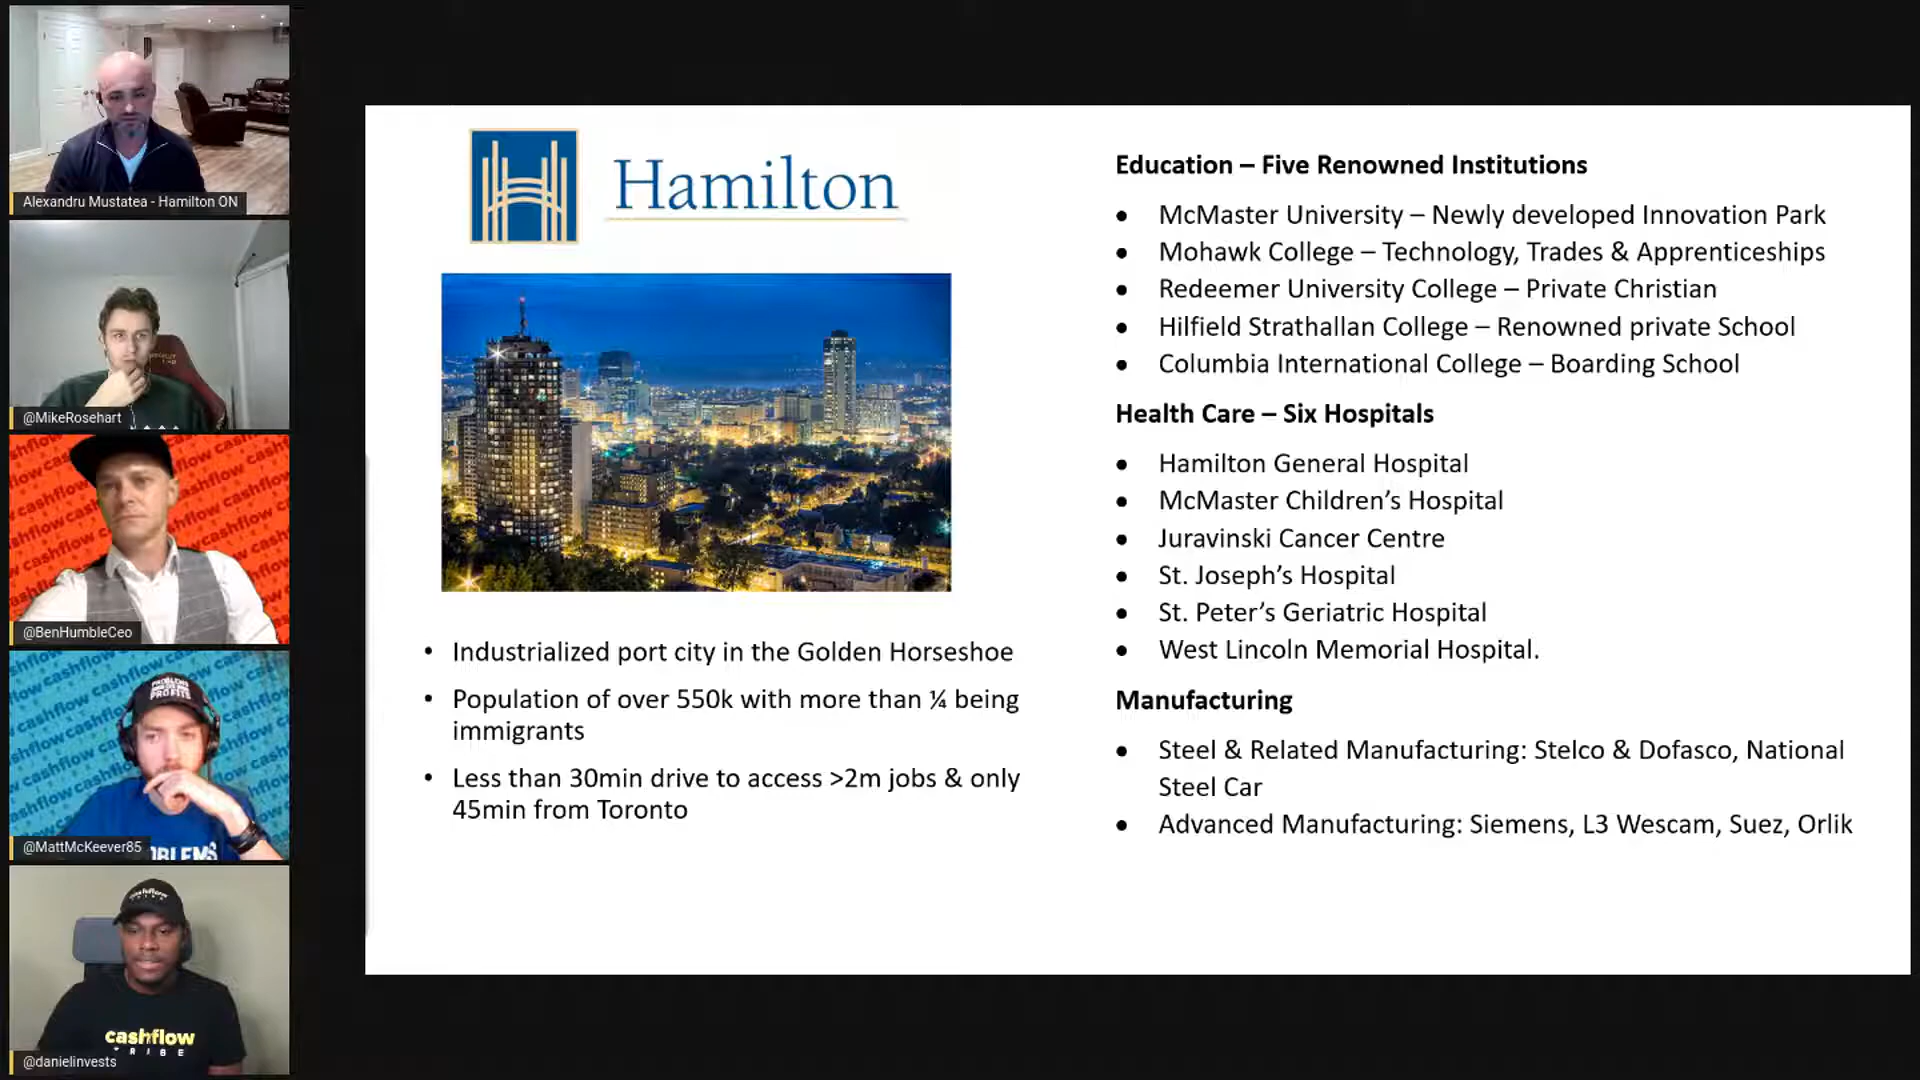 Alexandru Mustatea - Hamilton ON
@MikeRosehart
@BenHumbleCeo
PROBLEMS
PROFITS
cashflow
@MattMcKeever85
cashflow
TRIBE
@danielinvests
Hamilton
Industrialized port city in the Golden Horseshoe
Population of over 550k with more than ¼ being
immigrants
Less than 30min drive to access >2m jobs & only
45min from Toronto
Education – Five Renowned Institutions
McMaster University – Newly developed Innovation Park
Mohawk College – Technology, Trades & Apprenticeships
Redeemer University College – Private Christian
Hilfield Strathallan College – Renowned private School
Columbia International College – Boarding School
Health Care – Six Hospitals
Hamilton General Hospital
McMaster Children’s Hospital
Juravinski Cancer Centre
St. Joseph’s Hospital
St. Peter’s Geriatric Hospital
West Lincoln Memorial Hospital.
Manufacturing
Steel & Related Manufacturing: Stelco & Dofasco, National
Steel Car
Advanced Manufacturing: Siemens, L3 Wescam, Suez, Orlik